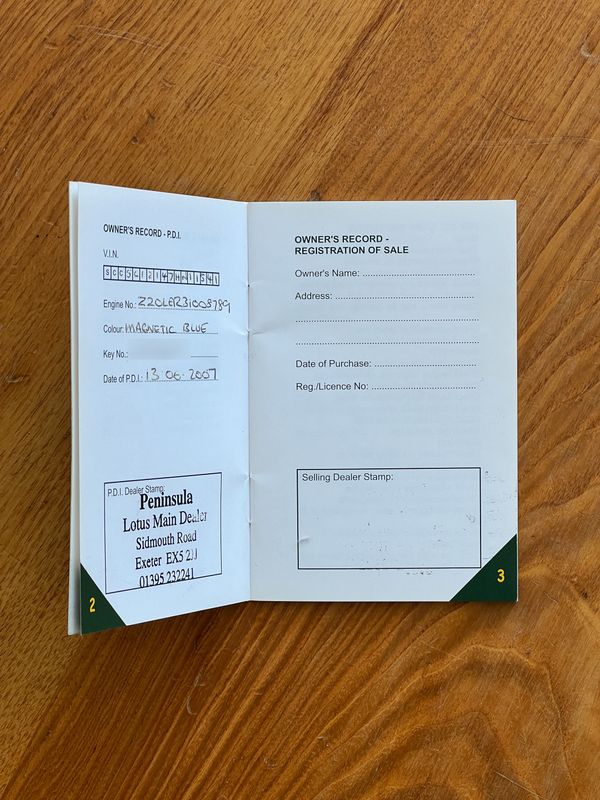 OWNER'S RECORD - P.D.I.
V.I.N.
Engine No.: Z20LER31008789
Colour: MAGNETIC BLUE
Key No.:
Date of P.D.I.: 13 06. 2007
P.D.I. Dealer Stamp:
Peninsula
Lotus Main Dealer
Sidmouth Road
Exeter EX5 2JJ
01395 232241
2
OWNER'S RECORD -
REGISTRATION OF SALE
Owner's Name:
Address:
Date of Purchase:
Reg./Licence No:
Selling Dealer Stamp:
3